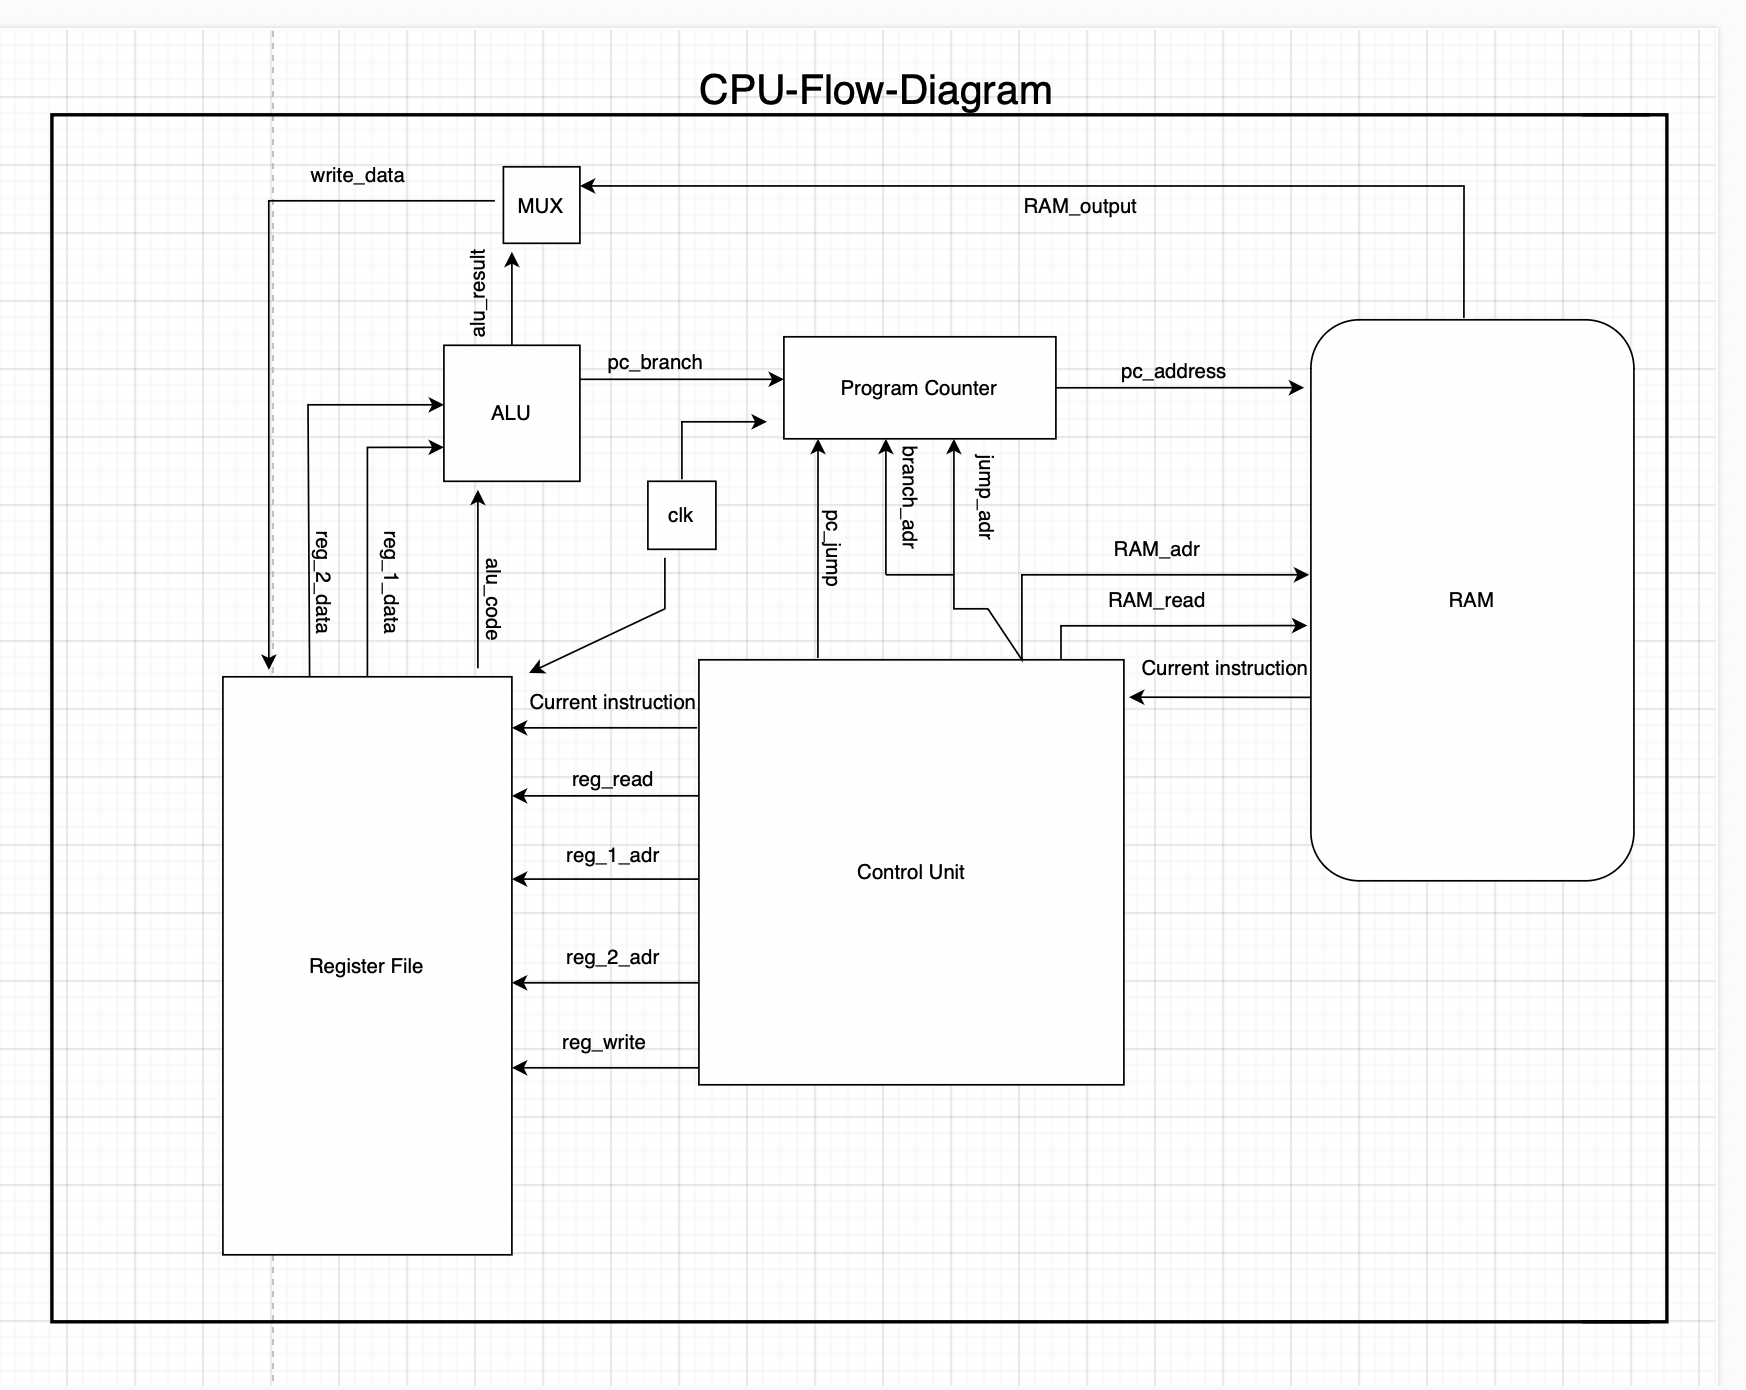 CPU-Flow-Diagram
write_data
MUX
RAM_output
alu_result
pc_branch
Program Counter
pc_address
ALU
clk
branch_adr
jump_adr
pc_jump
reg_2_data
reg_1_data
alu_code
RAM_adr
RAM_read
RAM
Current instruction
Current instruction
reg_read
reg_1_adr
Control Unit
reg_2_adr
Register File
reg_write